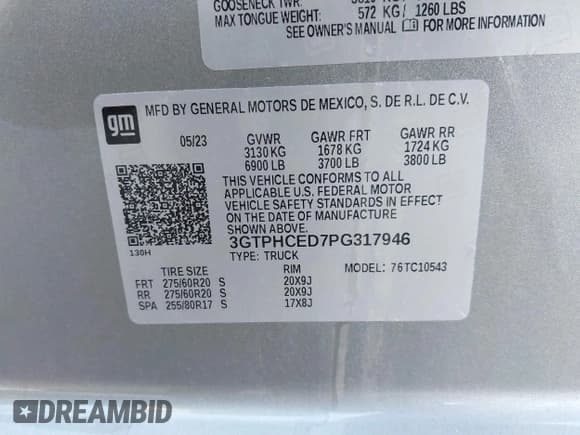 GOOSENECK TWR:
MAX TONGUE WEIGHT: 572 KG/ 1260 LBS
SEE OWNER'S MANUAL FOR MORE INFORMATION
gm
MFD BY GENERAL MOTORS DE MEXICO, S. DE R.L. DE C.V.
05/23 GVWR GAWR FRT GAWR RR
3130 KG 1678 KG 1724 KG
6900 LB 3700 LB 3800 LB
THIS VEHICLE CONFORMS TO ALL
APPLICABLE U.S. FEDERAL MOTOR
VEHICLE SAFETY STANDARDS IN EFFECT
ON THE DATE OF MANUFACTURE
SHOWN ABOVE.
130H
3GTPHCED7PG317946
TYPE: TRUCK MODEL: 76TC10543
TIRE SIZE RIM
FRT 275/60R20 S 20X9J
RR 275/60R20 S 20X9J
SPA 255/80R17 S 17X8J
DREAMBID